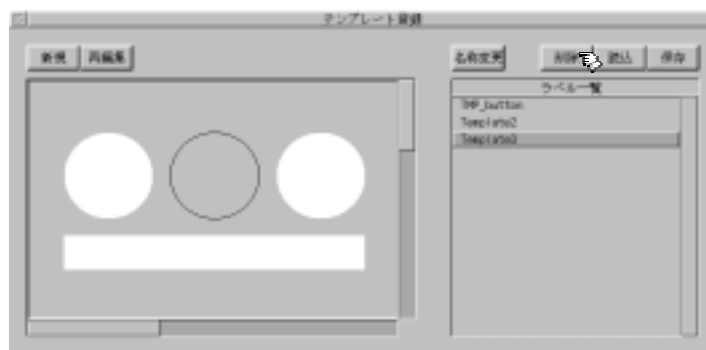 テンプレート登録
新規 再編集 名称変更 削除 読込 保存
ラベル一覧
TMP_button
Template2
Template3